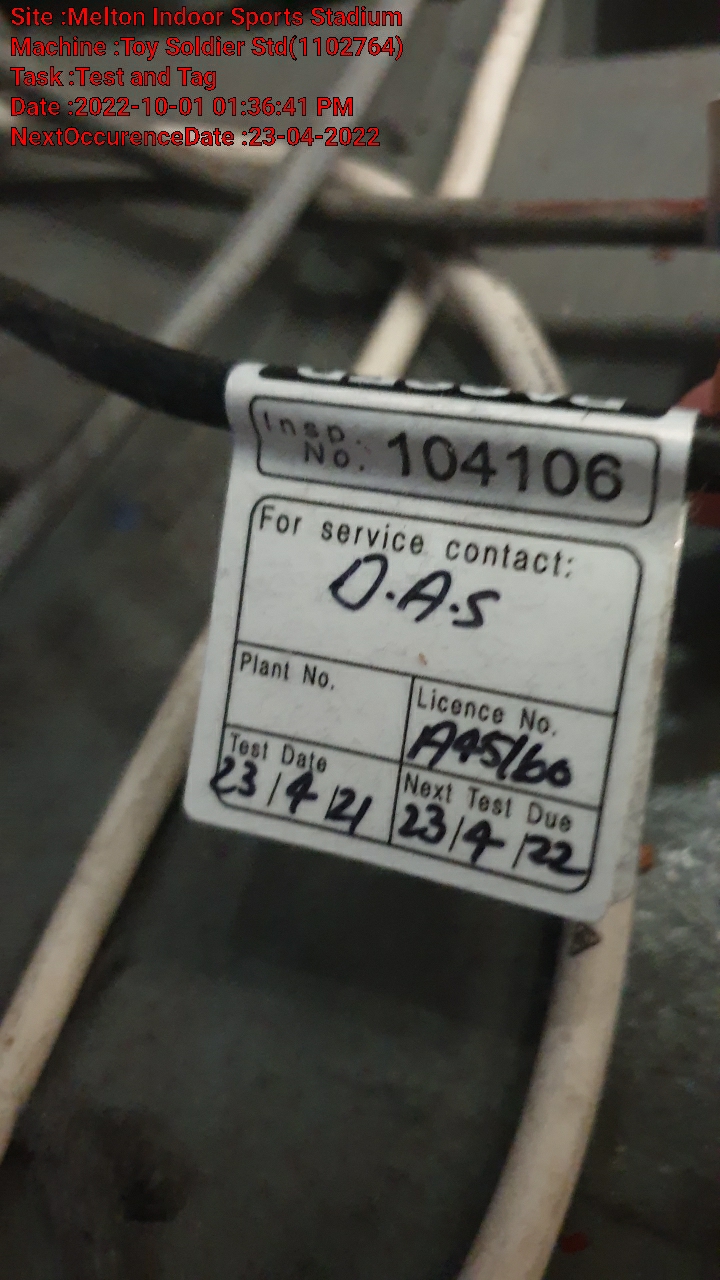 Site :Melton Indoor Sports Stadium
Machine :Toy Soldier Std(1102764)
Task :Test and Tag
Date :2022-10-01 01:36:41 PM
NextOccurenceDate :23-04-2022
Insp.
No. 104106
For service contact:
O.A.S
Plant No.
Licence No.
A45160
Test Date
23/4/21
Next Test Due
23/4/22